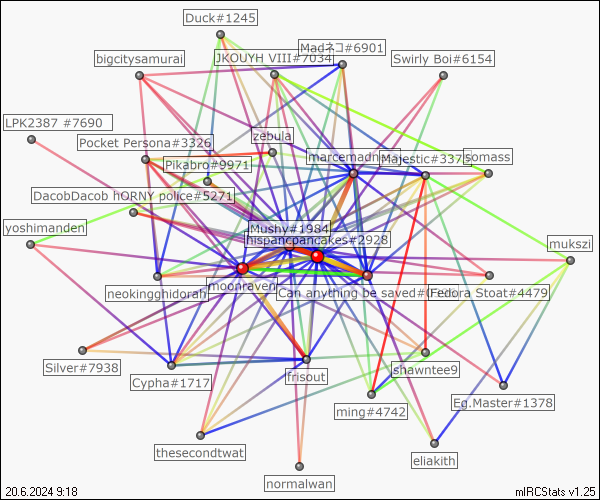 Duck#1245
Madネコ#6901
bigcitysamurai
JKOUYH VIII#7034
Swirly Boi#6154
LPK2387 #7690
zebula
Pocket Persona#3326
marcemadn
Majestic#337
somass
Pikabro#9971
DacobDacob hORNY police#5271
yoshimanden
Mushy#1984
hispancpancakes#2928
mukszi
moonraven
neokingghidorah
Can anything be saved#
Fedora Stoat#4479
Silver#7938
Cypha#1717
frisout
shawntee9
ming#4742
Eg.Master#1378
thesecondtwat
eliakith
normalwan
20.6.2024 9:18
mIRCStats v1.25